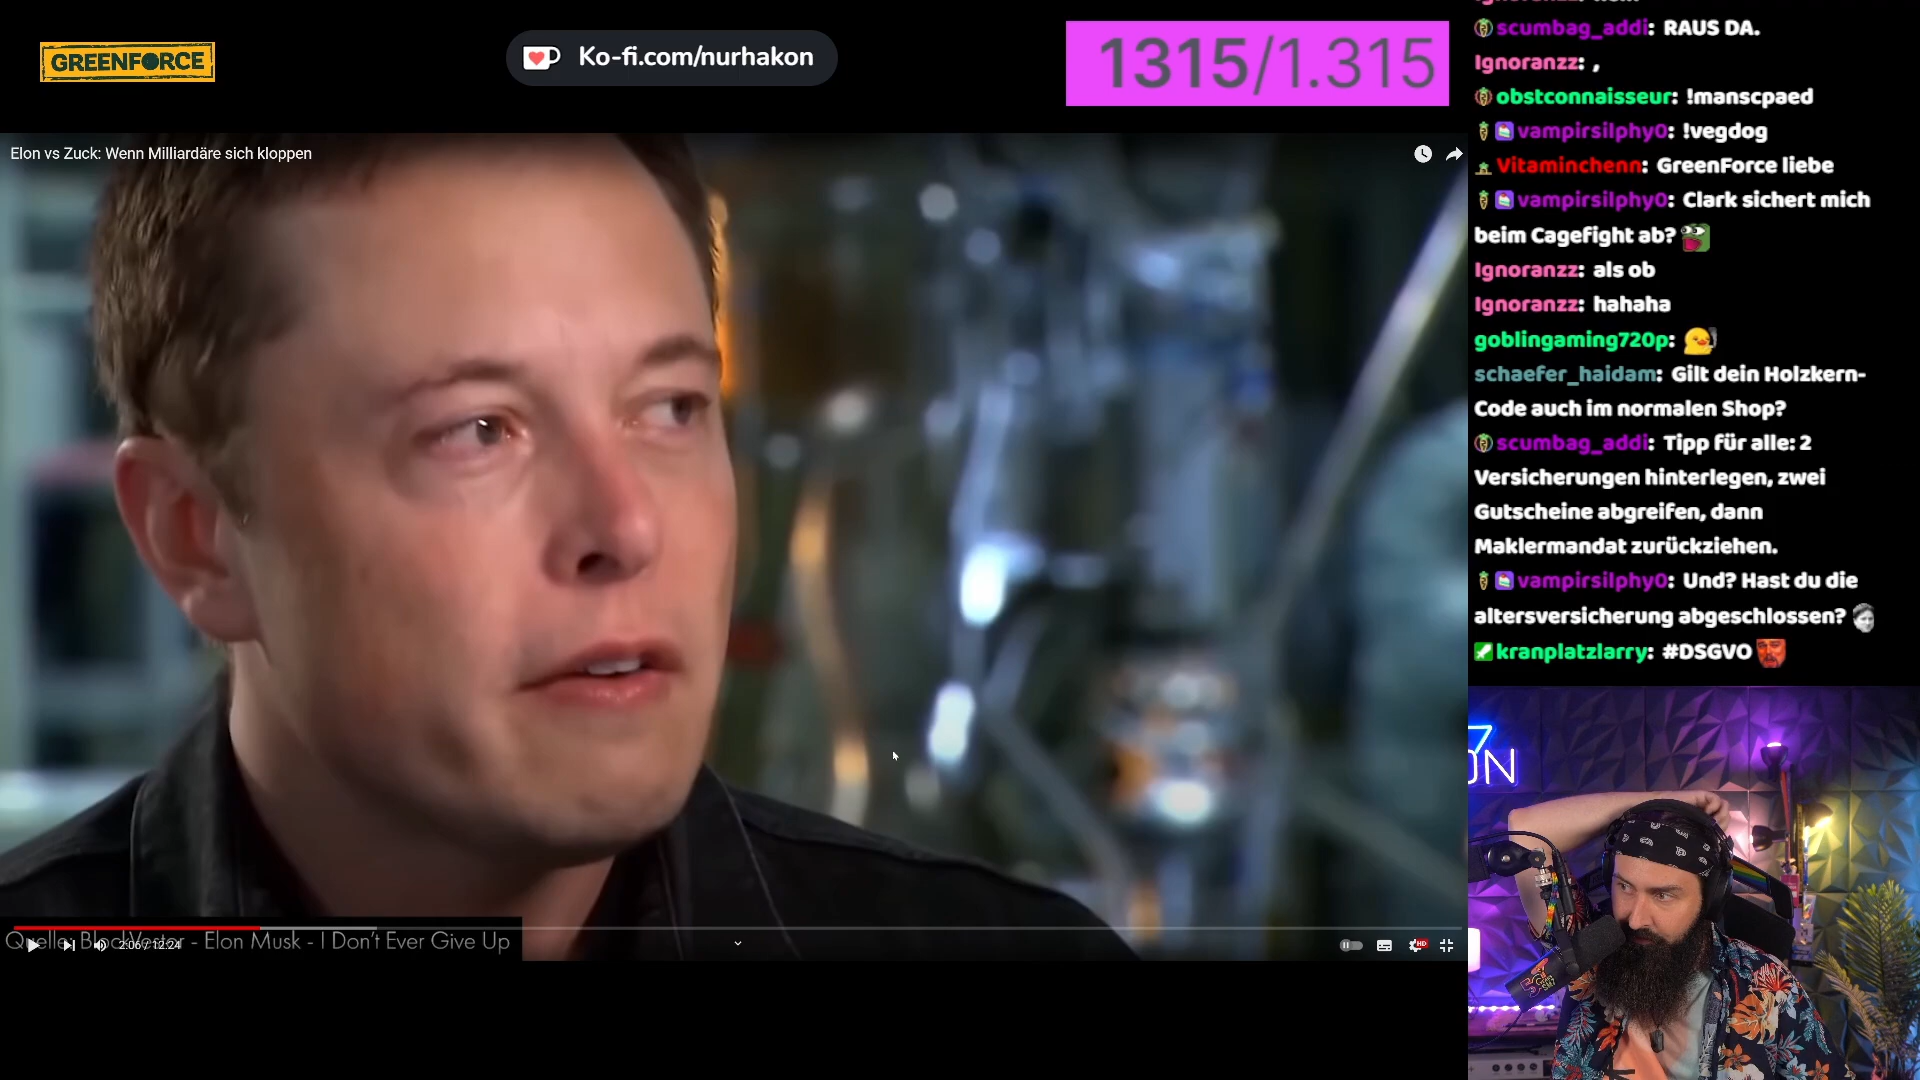 GREENFORCE
Ko-fi.com/nurhakon
1315/1.315
Elon vs Zuck: Wenn Milliardäre sich kloppen
Quelle: BlocVestor - Elon Musk - I Don't Ever Give Up
2:06 / 12:24
HD
scumbag_addi: RAUS DA.
Ignoranzz: ,
obstconnaisseur: !manscpaed
vampirsilphy0: !vegdog
Vitaminchenn: GreenForce liebe
vampirsilphy0: Clark sichert mich
beim Cagefight ab?
Ignoranzz: als ob
Ignoranzz: hahaha
goblingaming720p:
schaefer_haidam: Gilt dein Holzkern-
Code auch im normalen Shop?
scumbag_addi: Tipp für alle: 2
Versicherungen hinterlegen, zwei
Gutscheine abgreifen, dann
Maklermandat zurückziehen.
vampirsilphy0: Und? Hast du die
altersversicherung abgeschlossen?
kranplatzlarry: #DSGVO
ON